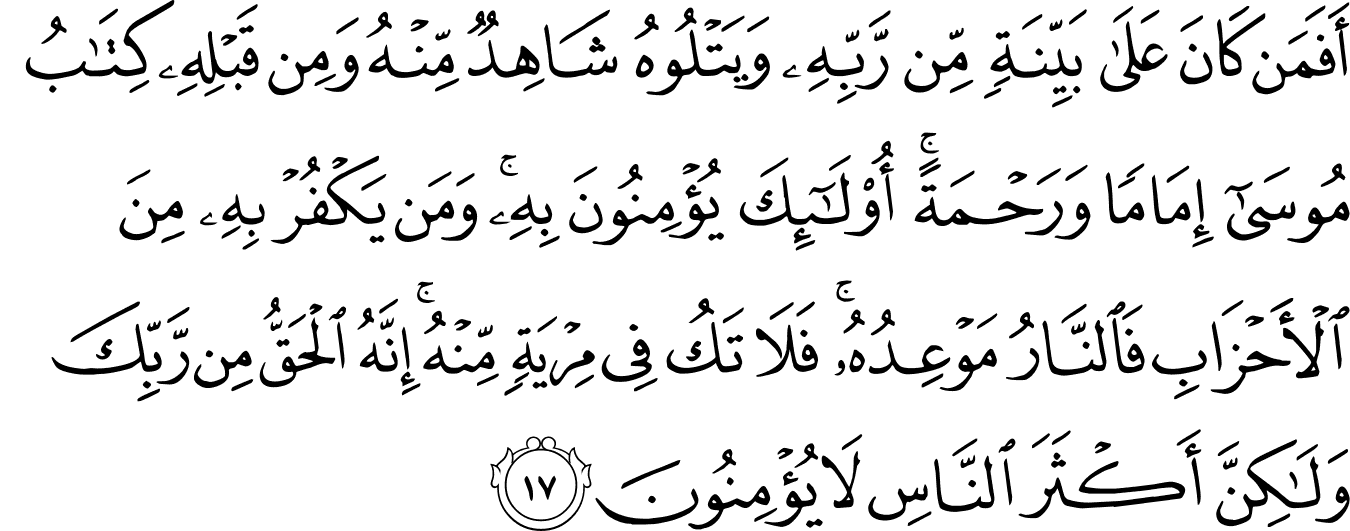 أَفَمَن كَانَ عَلَىٰ بَيِّنَةٍ مِّن رَّبِّهِۦ وَيَتْلُوهُ شَاهِدٌ مِّنْهُ وَمِن قَبْلِهِۦ كِتَٰبُ
مُوسَىٰٓ إِمَامًا وَرَحْمَةً ۚ أُو۟لَٰٓئِكَ يُؤْمِنُونَ بِهِۦ ۚ وَمَن يَكْفُرْ بِهِۦ مِنَ
ٱلْأَحْزَابِ فَٱلنَّارُ مَوْعِدُهُۥ ۚ فَلَا تَكُ فِى مِرْيَةٍ مِّنْهُ ۚ إِنَّهُ ٱلْحَقُّ مِن رَّبِّكَ
وَلَٰكِنَّ أَكْثَرَ ٱلنَّاسِ لَا يُؤْمِنُونَ ١٧